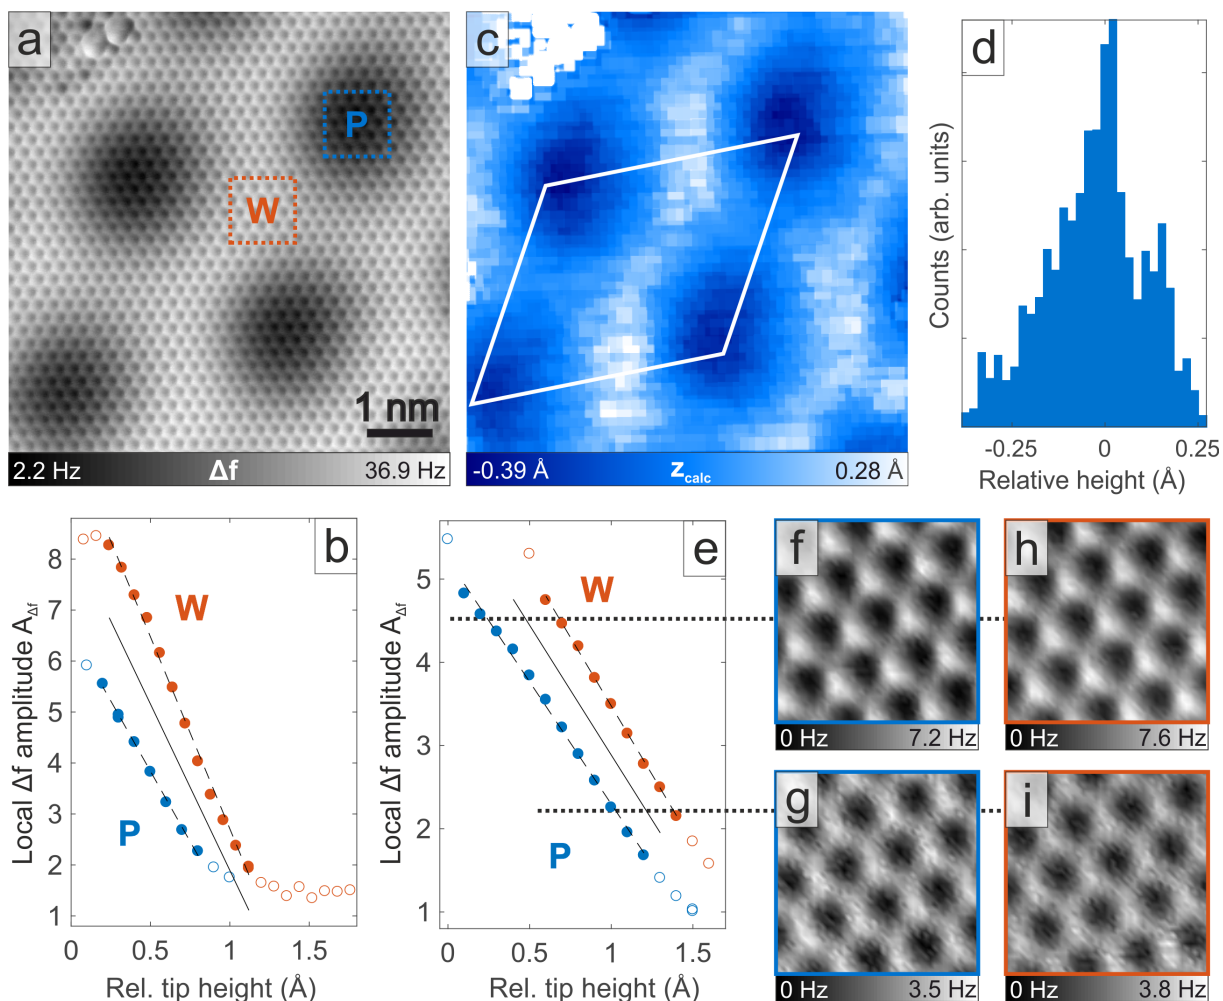 a
P
W
1 nm
2.2 Hz Δf 36.9 Hz
c
-0.39 Å z_calc 0.28 Å
d
Counts (arb. units)
-0.25 0 0.25
Relative height (Å)
b
W
P
8
7
6
5
4
3
2
1
0 0.5 1 1.5
Local Δf amplitude A_Δf
Rel. tip height (Å)
e
W
P
5
4
3
2
1
0 0.5 1 1.5
Local Δf amplitude A_Δf
Rel. tip height (Å)
f
0 Hz 7.2 Hz
h
0 Hz 7.6 Hz
g
0 Hz 3.5 Hz
i
0 Hz 3.8 Hz